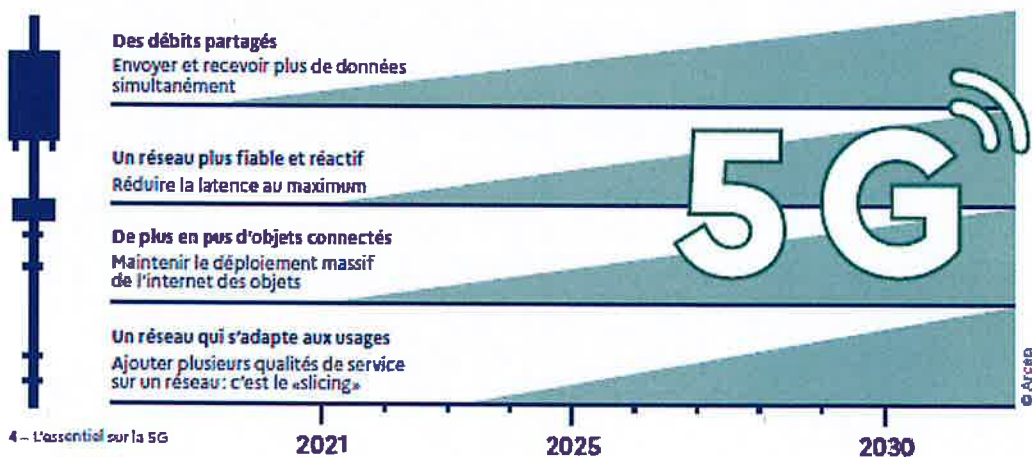 Des débits partagés
Envoyer et recevoir plus de données
simultanément
Un réseau plus fiable et réactif
Réduire la latence au maximum
5G
De plus en pus d'objets connectés
Maintenir le déploiement massif
de l'internet des objets
Un réseau qui s'adapte aux usages
Ajouter plusieurs qualités de service
sur un réseau : c'est le «slicing»
© Arcep
4 – L'essentiel sur la 5G
2021 2025 2030